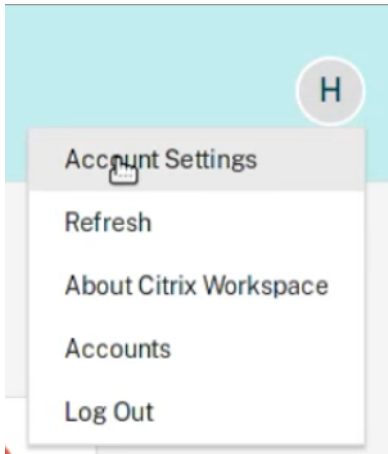 H
Account Settings
Refresh
About Citrix Workspace
Accounts
Log Out